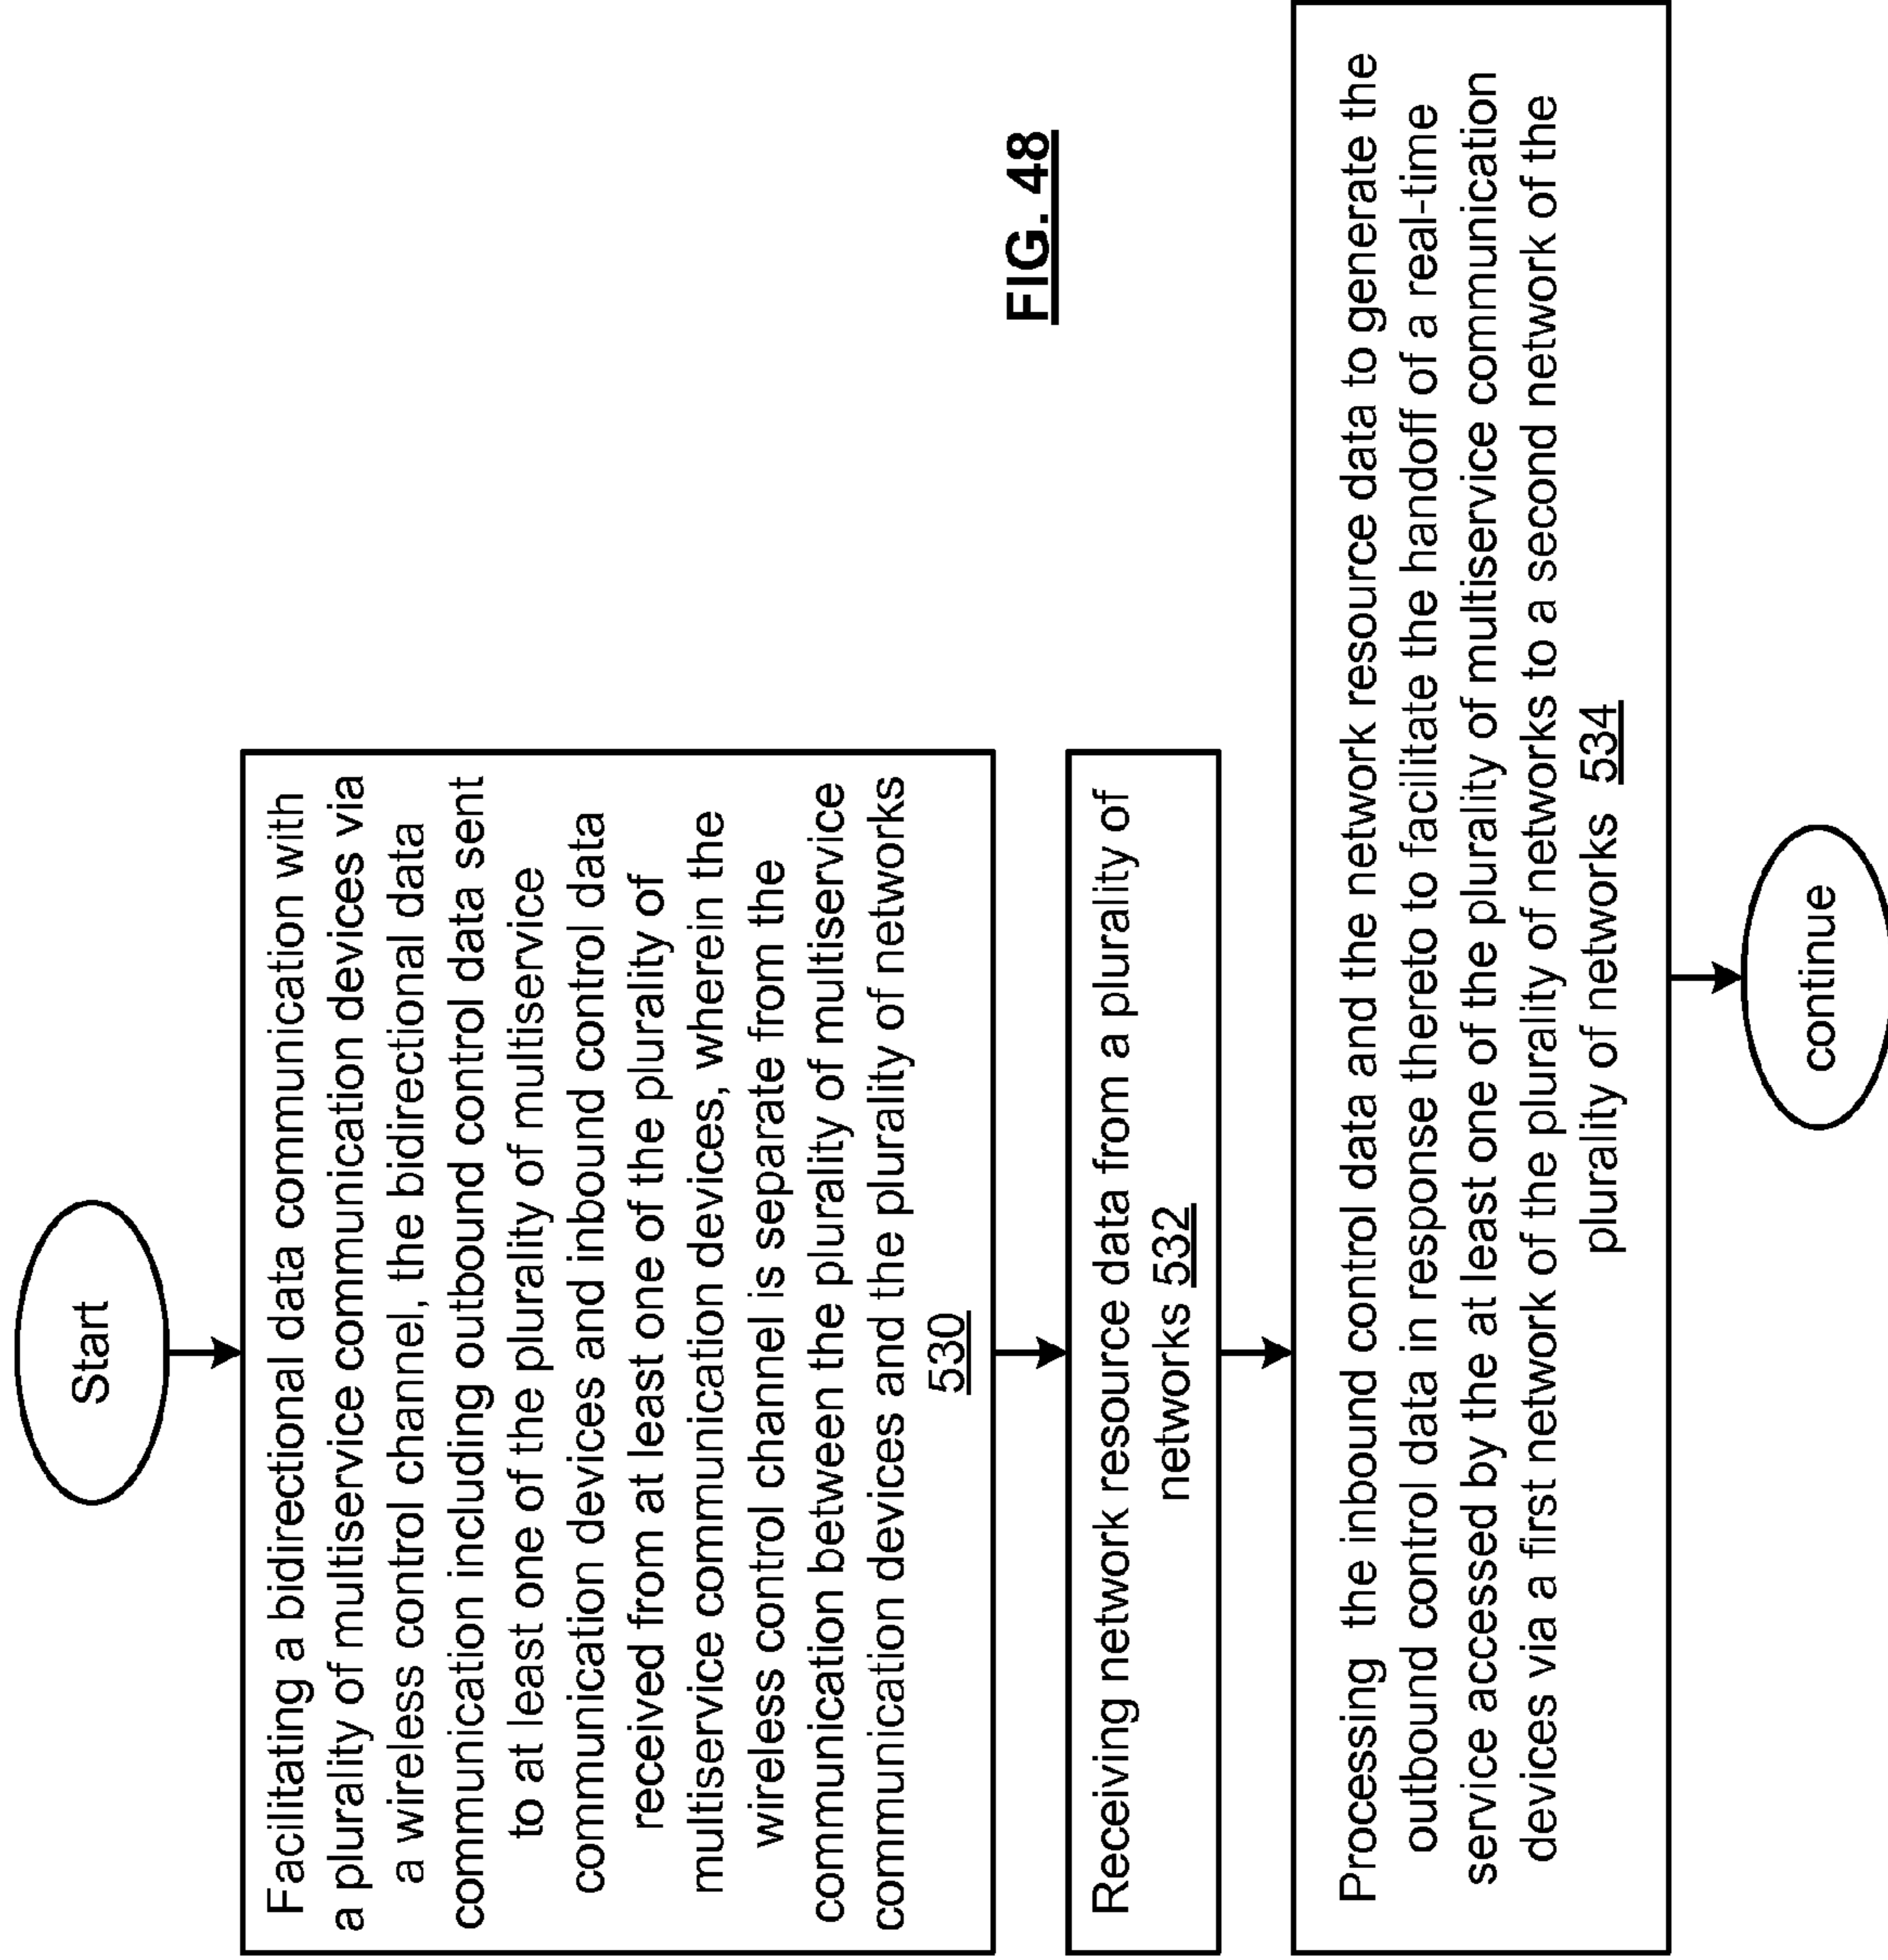 Start
Facilitating a bidirectional data communication with
a plurality of multiservice communication devices via
a wireless control channel, the bidirectional data
communication including outbound control data sent
to at least one of the plurality of multiservice
communication devices and inbound control data
received from at least one of the plurality of
multiservice communication devices, wherein the
wireless control channel is separate from the
communication between the plurality of multiservice
communication devices and the plurality of networks
530
Receiving network resource data from a plurality of
networks 532
Processing the inbound control data and the network resource data to generate the
outbound control data in response thereto to facilitate the handoff of a real-time
service accessed by the at least one of the plurality of multiservice communication
devices via a first network of the plurality of networks to a second network of the
plurality of networks 534
continue
FIG. 48